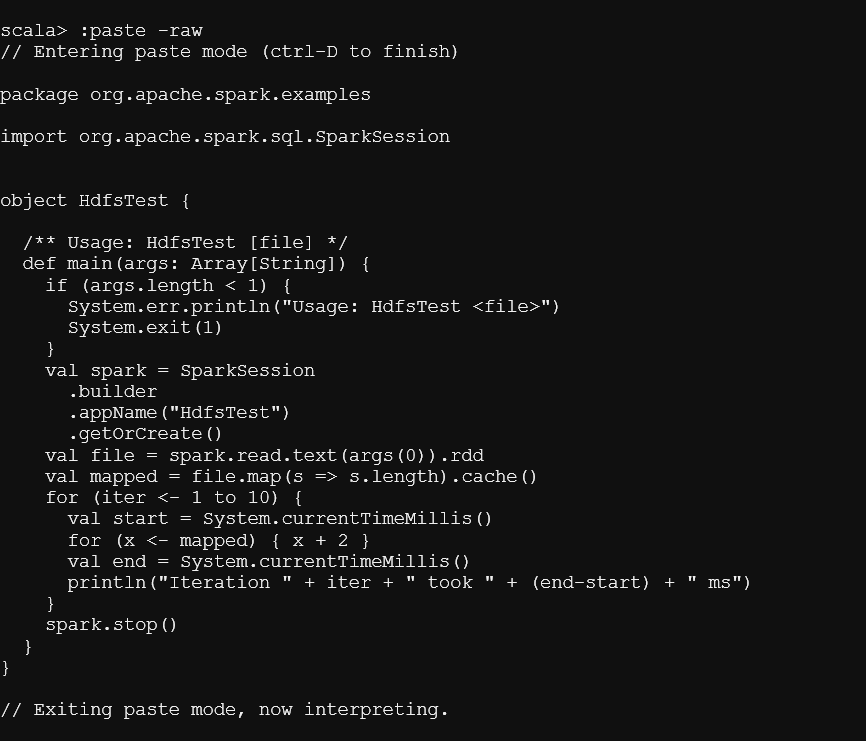 scala> :paste -raw
// Entering paste mode (ctrl-D to finish)
package org.apache.spark.examples
import org.apache.spark.sql.SparkSession
object HdfsTest {
  /** Usage: HdfsTest [file] */
  def main(args: Array[String]) {
    if (args.length < 1) {
      System.err.println("Usage: HdfsTest <file>")
      System.exit(1)
    }
    val spark = SparkSession
      .builder
      .appName("HdfsTest")
      .getOrCreate()
    val file = spark.read.text(args(0)).rdd
    val mapped = file.map(s => s.length).cache()
    for (iter <- 1 to 10) {
      val start = System.currentTimeMillis()
      for (x <- mapped) { x + 2 }
      val end = System.currentTimeMillis()
      println("Iteration " + iter + " took " + (end-start) + " ms")
    }
    spark.stop()
  }
}
// Exiting paste mode, now interpreting.